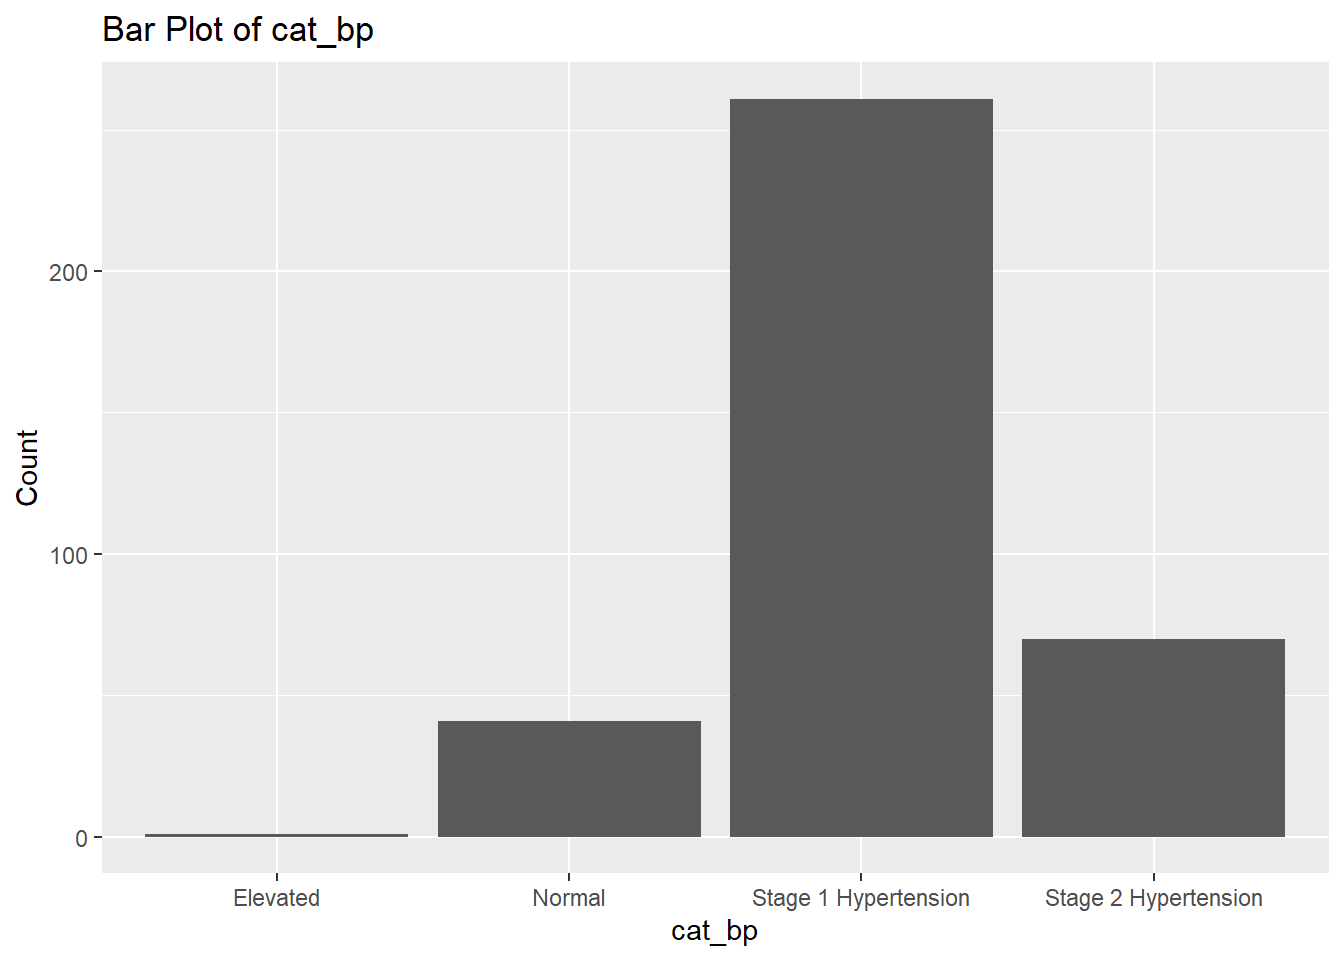 Bar Plot of cat_bp
Count
200
100
0
Elevated
Normal
Stage 1 Hypertension
Stage 2 Hypertension
cat_bp